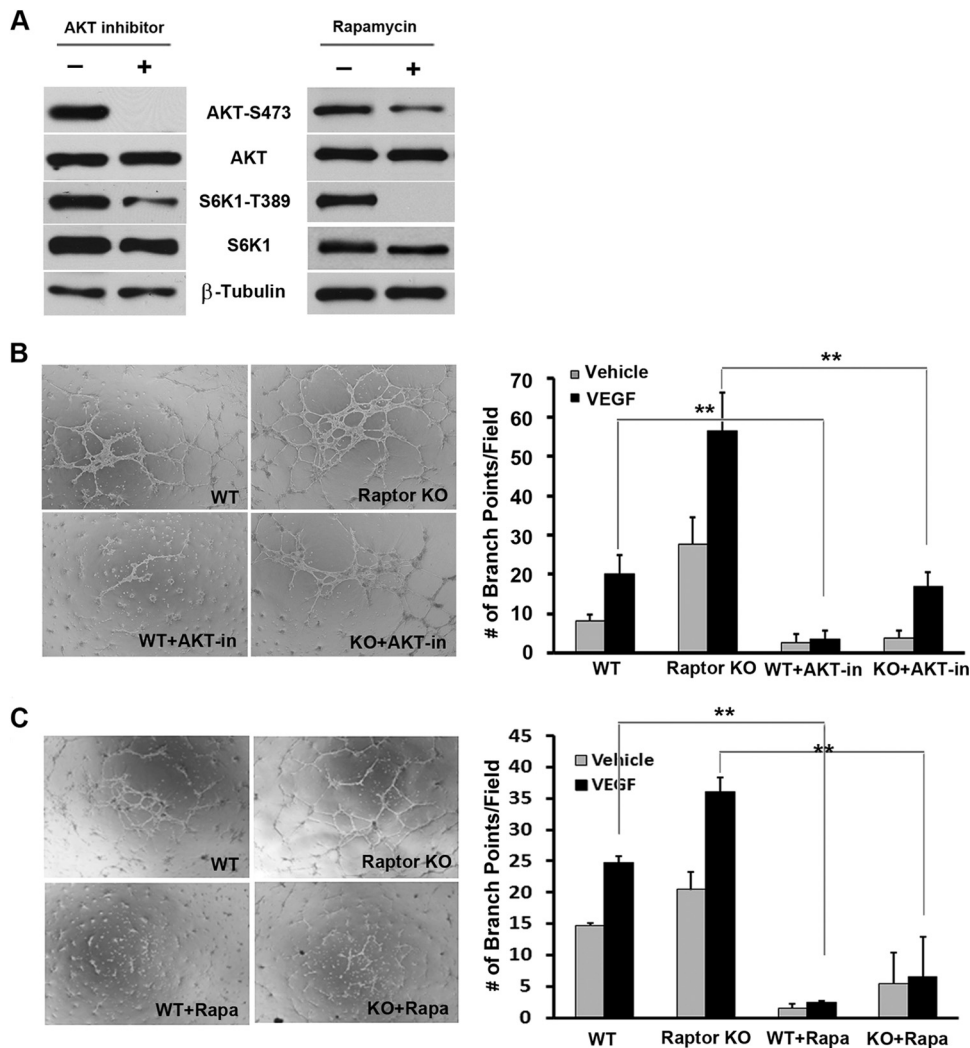 A
AKT inhibitor
Rapamycin
− +
− +
AKT-S473
AKT
S6K1-T389
S6K1
β-Tubulin
B
WT
Raptor KO
WT+AKT-in
KO+AKT-in
# of Branch Points/Field
70
60
50
40
30
20
10
0
Vehicle
VEGF
**
**
WT
Raptor KO
WT+AKT-in
KO+AKT-in
C
WT
Raptor KO
WT+Rapa
KO+Rapa
# of Branch Points/Field
45
40
35
30
25
20
15
10
5
0
Vehicle
VEGF
**
**
WT
Raptor KO
WT+Rapa
KO+Rapa